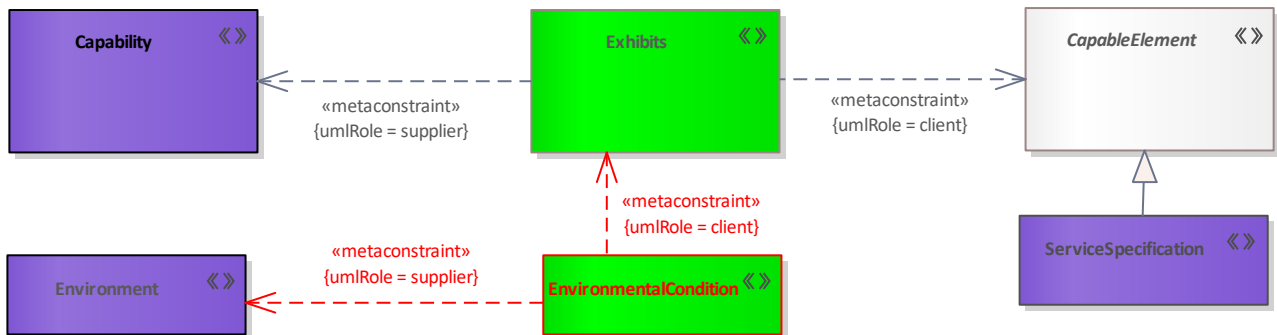 Capability «»
Exhibits «»
CapableElement «»
«metaconstraint»
{umlRole = supplier}
«metaconstraint»
{umlRole = client}
«metaconstraint»
{umlRole = client}
ServiceSpecification «»
«metaconstraint»
{umlRole = supplier}
Environment «»
EnvironmentalCondition «»